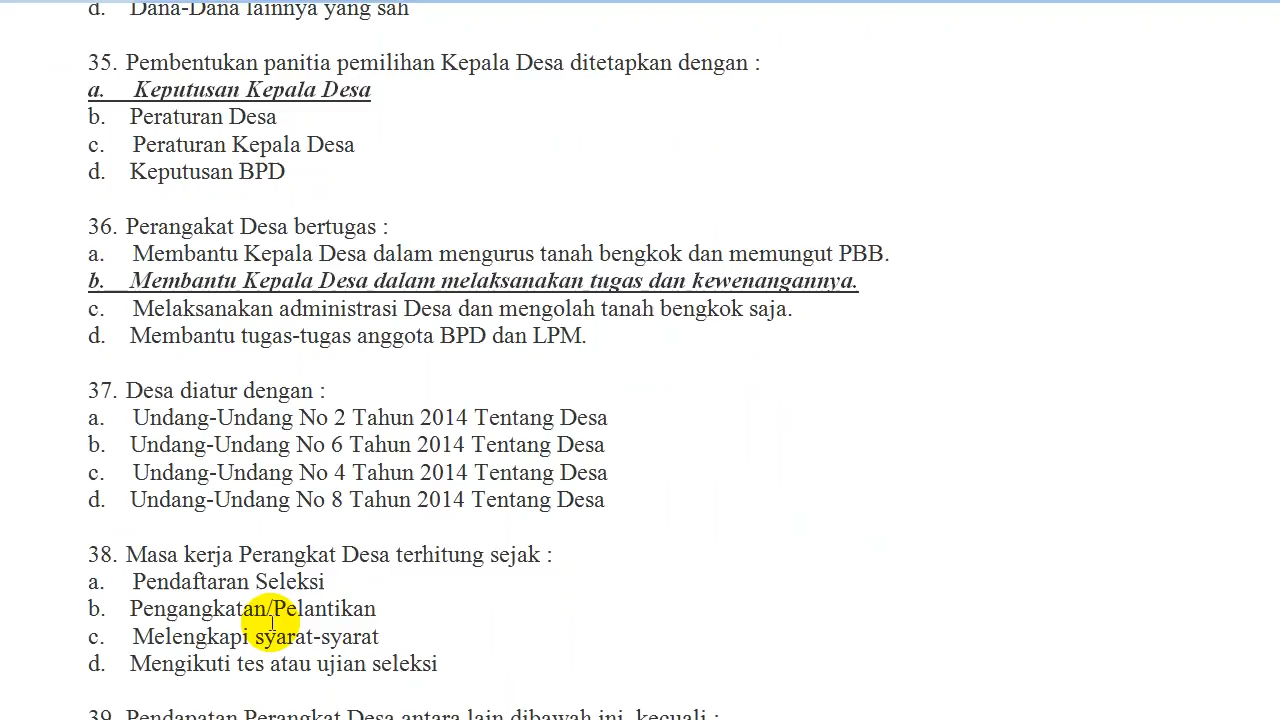 d. Dana-Dana lainnya yang sah
35. Pembentukan panitia pemilihan Kepala Desa ditetapkan dengan :
a. Keputusan Kepala Desa
b. Peraturan Desa
c. Peraturan Kepala Desa
d. Keputusan BPD
36. Perangakat Desa bertugas :
a. Membantu Kepala Desa dalam mengurus tanah bengkok dan memungut PBB.
b. Membantu Kepala Desa dalam melaksanakan tugas dan kewenangannya.
c. Melaksanakan administrasi Desa dan mengolah tanah bengkok saja.
d. Membantu tugas-tugas anggota BPD dan LPM.
37. Desa diatur dengan :
a. Undang-Undang No 2 Tahun 2014 Tentang Desa
b. Undang-Undang No 6 Tahun 2014 Tentang Desa
c. Undang-Undang No 4 Tahun 2014 Tentang Desa
d. Undang-Undang No 8 Tahun 2014 Tentang Desa
38. Masa kerja Perangkat Desa terhitung sejak :
a. Pendaftaran Seleksi
b. Pengangkatan/Pelantikan
c. Melengkapi syarat-syarat
d. Mengikuti tes atau ujian seleksi
39. Pendapatan Perangkat Desa antara lain dibawah ini, kecuali :